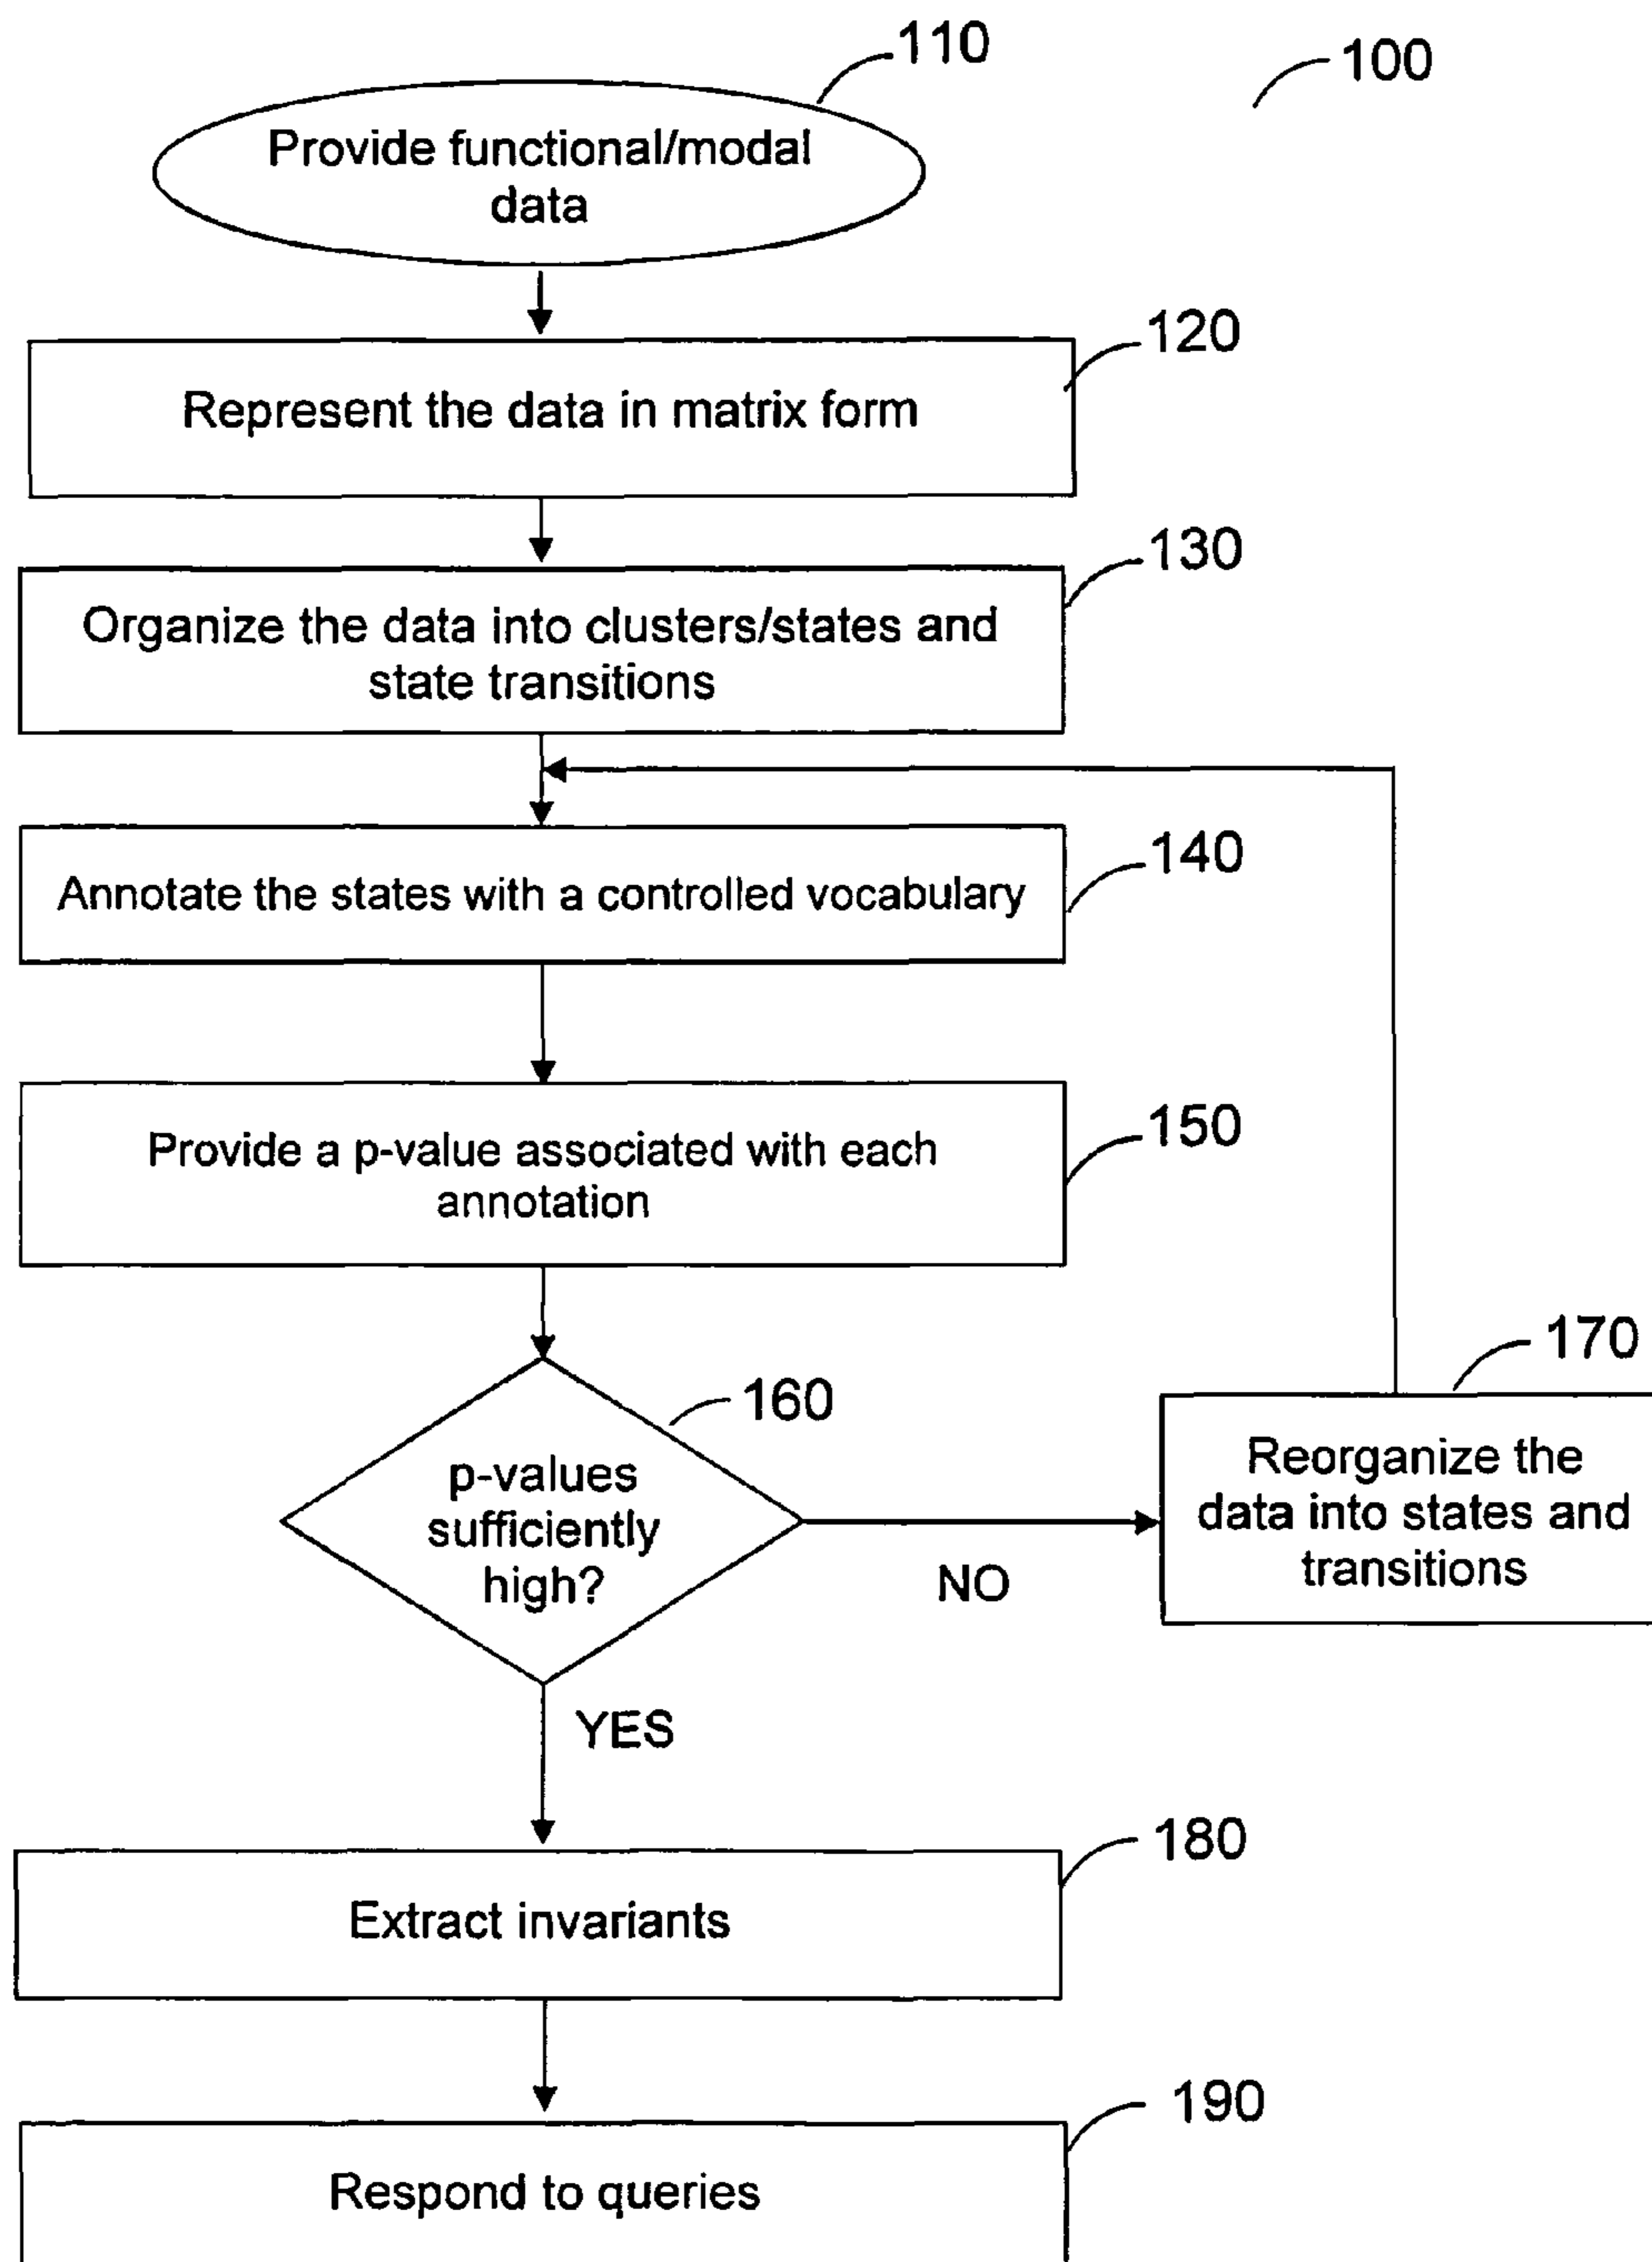 110
100
Provide functional/modal
data
120
Represent the data in matrix form
130
Organize the data into clusters/states and
state transitions
140
Annotate the states with a controlled vocabulary
150
Provide a p-value associated with each
annotation
160
p-values
sufficiently
high?
NO
170
Reorganize the
data into states and
transitions
YES
180
Extract invariants
190
Respond to queries